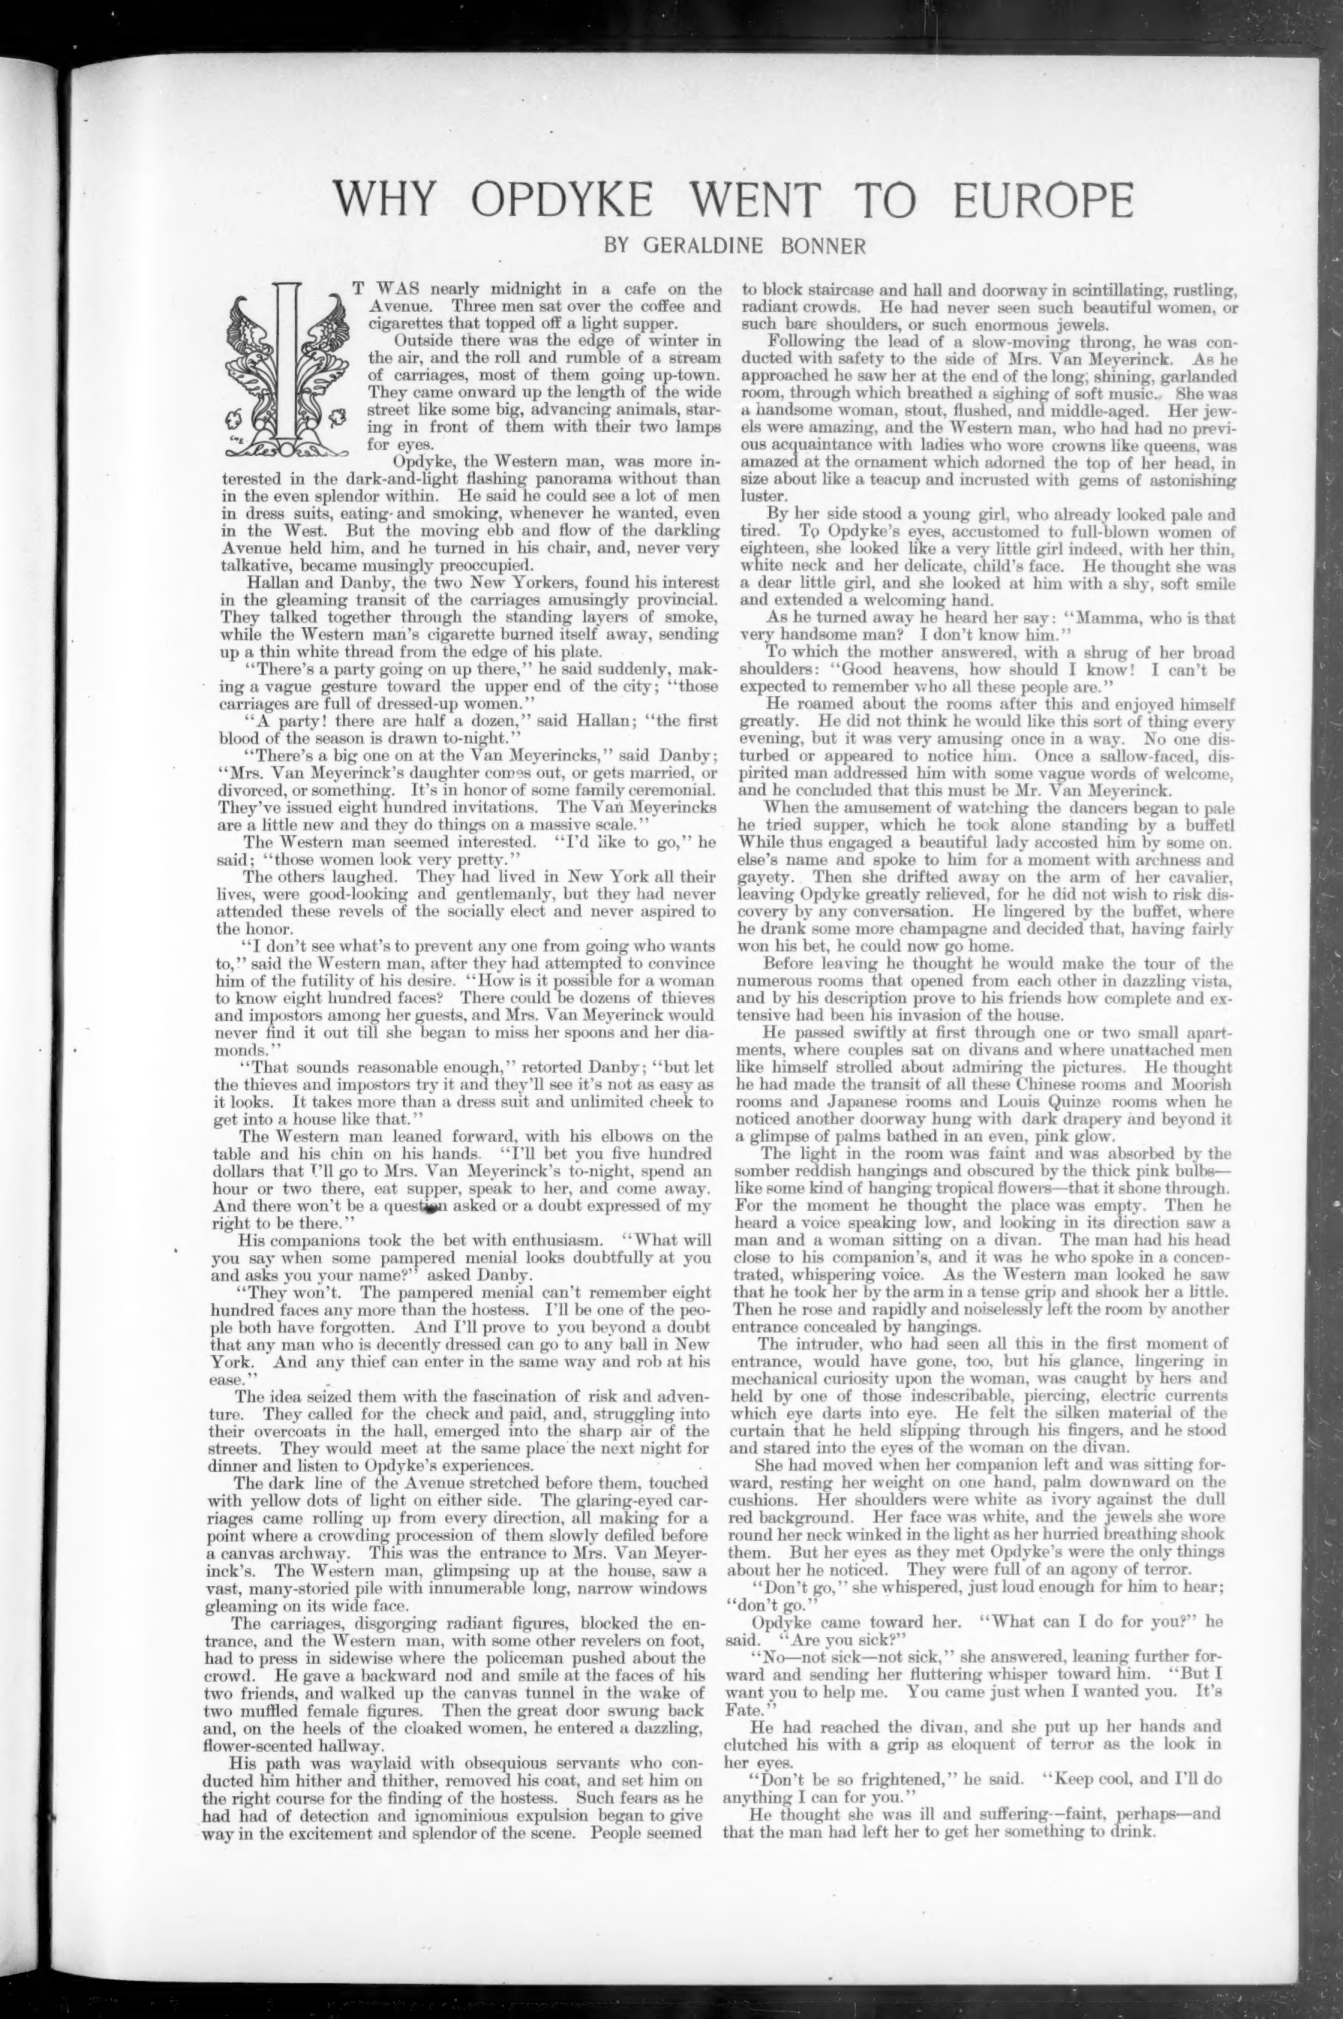 WHY OPDYKE WENT TO EUROPE
BY GERALDINE BONNER
IT WAS nearly midnight in a cafe on the
Avenue. Three men sat over the coffee and
cigarettes that topped off a light supper.
Outside there was the edge of winter in
the air, and the roll and rumble of a stream
of carriages, most of them going up-town.
They came onward up the length of the wide
street like some big, advancing animals, star-
ing in front of them with their two lamps
for eyes.
Opdyke, the Western man, was more in-
terested in the dark-and-light flashing panorama without than
in the even splendor within. He said he could see a lot of men
in dress suits, eating and smoking, whenever he wanted, even
in the West. But the moving ebb and flow of the darkling
Avenue held him, and he turned in his chair, and, never very
talkative, became musingly preoccupied.
Hallan and Danby, the two New Yorkers, found his interest
in the gleaming transit of the carriages amusingly provincial.
They talked together through the standing layers of smoke,
while the Western man's cigarette burned itself away, sending
up a thin white thread from the edge of his plate.
"There's a party going on up there," he said suddenly, mak-
ing a vague gesture toward the upper end of the city; "those
carriages are full of dressed-up women."
"A party! there are half a dozen," said Hallan; "the first
blood of the season is drawn to-night."
"There's a big one on at the Van Meyerincks," said Danby;
"Mrs. Van Meyerinck's daughter comes out, or gets married, or
divorced, or something. It's in honor of some family ceremonial.
They've issued eight hundred invitations. The Van Meyerincks
are a little new and they do things on a massive scale."
The Western man seemed interested. "I'd like to go," he
said; "those women look very pretty."
The others laughed. They had lived in New York all their
lives, were good-looking and gentlemanly, but they had never
attended these revels of the socially elect and never aspired to
the honor.
"I don't see what's to prevent any one from going who wants
to," said the Western man, after they had attempted to convince
him of the futility of his desire. "How is it possible for a woman
to know eight hundred faces? There could be dozens of thieves
and impostors among her guests, and Mrs. Van Meyerinck would
never find it out till she began to miss her spoons and her dia-
monds."
"That sounds reasonable enough," retorted Danby; "but let
the thieves and impostors try it and they'll see it's not as easy as
it looks. It takes more than a dress suit and unlimited cheek to
get into a house like that."
The Western man leaned forward, with his elbows on the
table and his chin on his hands. "I'll bet you five hundred
dollars that I'll go to Mrs. Van Meyerinck's to-night, spend an
hour or two there, eat supper, speak to her, and come away.
And there won't be a question asked or a doubt expressed of my
right to be there."
His companions took the bet with enthusiasm. "What will
you say when some pampered menial looks doubtfully at you
and asks you your name?" asked Danby.
"They won't. The pampered menial can't remember eight
hundred faces any more than the hostess. I'll be one of the peo-
ple both have forgotten. And I'll prove to you beyond a doubt
that any man who is decently dressed can go to any ball in New
York. And any thief can enter in the same way and rob at his
ease."
The idea seized them with the fascination of risk and adven-
ture. They called for the check and paid, and, struggling into
their overcoats in the hall, emerged into the sharp air of the
streets. They would meet at the same place the next night for
dinner and listen to Opdyke's experiences.
The dark line of the Avenue stretched before them, touched
with yellow dots of light on either side. The glaring-eyed car-
riages came rolling up from every direction, all making for a
point where a crowding procession of them slowly defiled before
a canvas archway. This was the entrance to Mrs. Van Meyer-
inck's. The Western man, glimpsing up at the house, saw a
vast, many-storied pile with innumerable long, narrow windows
gleaming on its wide face.
The carriages, disgorging radiant figures, blocked the en-
trance, and the Western man, with some other revelers on foot,
had to press in sidewise where the policeman pushed about the
crowd. He gave a backward nod and smile at the faces of his
two friends, and walked up the canvas tunnel in the wake of
two muffled female figures. Then the great door swung back
and, on the heels of the cloaked women, he entered a dazzling,
flower-scented hallway.
His path was waylaid with obsequious servants who con-
ducted him hither and thither, removed his coat, and set him on
the right course for the finding of the hostess. Such fears as he
had had of detection and ignominious expulsion began to give
way in the excitement and splendor of the scene. People seemed
to block staircase and hall and doorway in scintillating, rustling,
radiant crowds. He had never seen such beautiful women, or
such bare shoulders, or such enormous jewels.
Following the lead of a slow-moving throng, he was con-
ducted with safety to the side of Mrs. Van Meyerinck. As he
approached he saw her at the end of the long, shining, garlanded
room, through which breathed a sighing of soft music. She was
a handsome woman, stout, flushed, and middle-aged. Her jew-
els were amazing, and the Western man, who had had no previ-
ous acquaintance with ladies who wore crowns like queens, was
amazed at the ornament which adorned the top of her head, in
size about like a teacup and incrusted with gems of astonishing
luster.
By her side stood a young girl, who already looked pale and
tired. To Opdyke's eyes, accustomed to full-blown women of
eighteen, she looked like a very little girl indeed, with her thin,
white neck and her delicate, child's face. He thought she was
a dear little girl, and she looked at him with a shy, soft smile
and extended a welcoming hand.
As he turned away he heard her say: "Mamma, who is that
very handsome man? I don't know him."
To which the mother answered, with a shrug of her broad
shoulders: "Good heavens, how should I know! I can't be
expected to remember who all these people are."
He roamed about the rooms after this and enjoyed himself
greatly. He did not think he would like this sort of thing every
evening, but it was very amusing once in a way. No one dis-
turbed or appeared to notice him. Once a sallow-faced, dis-
pirited man addressed him with some vague words of welcome,
and he concluded that this must be Mr. Van Meyerinck.
When the amusement of watching the dancers began to pale
he tried supper, which he took alone standing by a buffetl
While thus engaged a beautiful lady accosted him by some on.
else's name and spoke to him for a moment with archness and
gayety. Then she drifted away on the arm of her cavalier,
leaving Opdyke greatly relieved, for he did not wish to risk dis-
covery by any conversation. He lingered by the buffet, where
he drank some more champagne and decided that, having fairly
won his bet, he could now go home.
Before leaving he thought he would make the tour of the
numerous rooms that opened from each other in dazzling vista,
and by his description prove to his friends how complete and ex-
tensive had been his invasion of the house.
He passed swiftly at first through one or two small apart-
ments, where couples sat on divans and where unattached men
like himself strolled about admiring the pictures. He thought
he had made the transit of all these Chinese rooms and Moorish
rooms and Japanese rooms and Louis Quinze rooms when he
noticed another doorway hung with dark drapery and beyond it
a glimpse of palms bathed in an even, pink glow.
The light in the room was faint and was absorbed by the
somber reddish hangings and obscured by the thick pink bulbs—
like some kind of hanging tropical flowers—that it shone through.
For the moment he thought the place was empty. Then he
heard a voice speaking low, and looking in its direction saw a
man and a woman sitting on a divan. The man had his head
close to his companion's, and it was he who spoke in a concen-
trated, whispering voice. As the Western man looked he saw
that he took her by the arm in a tense grip and shook her a little.
Then he rose and rapidly and noiselessly left the room by another
entrance concealed by hangings.
The intruder, who had seen all this in the first moment of
entrance, would have gone, too, but his glance, lingering in
mechanical curiosity upon the woman, was caught by hers and
held by one of those indescribable, piercing, electric currents
which eye darts into eye. He felt the silken material of the
curtain that he held slipping through his fingers, and he stood
and stared into the eyes of the woman on the divan.
She had moved when her companion left and was sitting for-
ward, resting her weight on one hand, palm downward on the
cushions. Her shoulders were white as ivory against the dull
red background. Her face was white, and the jewels she wore
round her neck winked in the light as her hurried breathing shook
them. But her eyes as they met Opdyke's were the only things
about her he noticed. They were full of an agony of terror.
"Don't go," she whispered, just loud enough for him to hear;
"don't go."
Opdyke came toward her. "What can I do for you?" he
said. "Are you sick?"
"No—not sick—not sick," she answered, leaning further for-
ward and sending her fluttering whisper toward him. "But I
want you to help me. You came just when I wanted you. It's
Fate."
He had reached the divan, and she put up her hands and
clutched his with a grip as eloquent of terror as the look in
her eyes.
"Don't be so frightened," he said. "Keep cool, and I'll do
anything I can for you."
He thought she was ill and suffering—faint, perhaps—and
that the man had left her to get her something to drink.